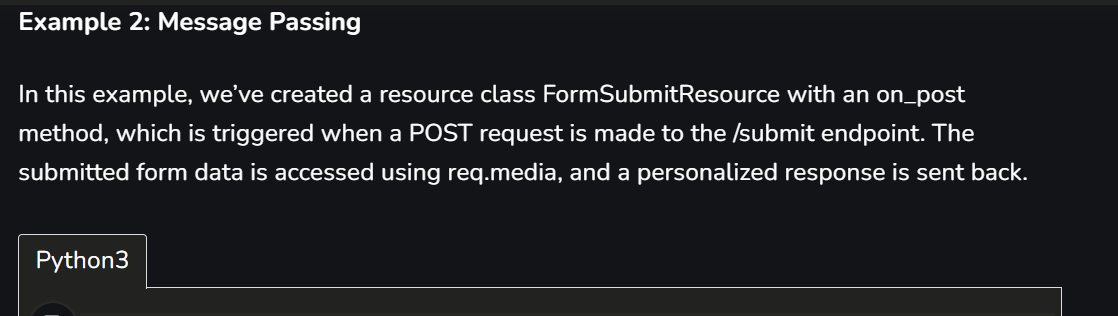 Example 2: Message Passing
In this example, we’ve created a resource class FormSubmitResource with an on_post
method, which is triggered when a POST request is made to the /submit endpoint. The
submitted form data is accessed using req.media, and a personalized response is sent back.
Python3